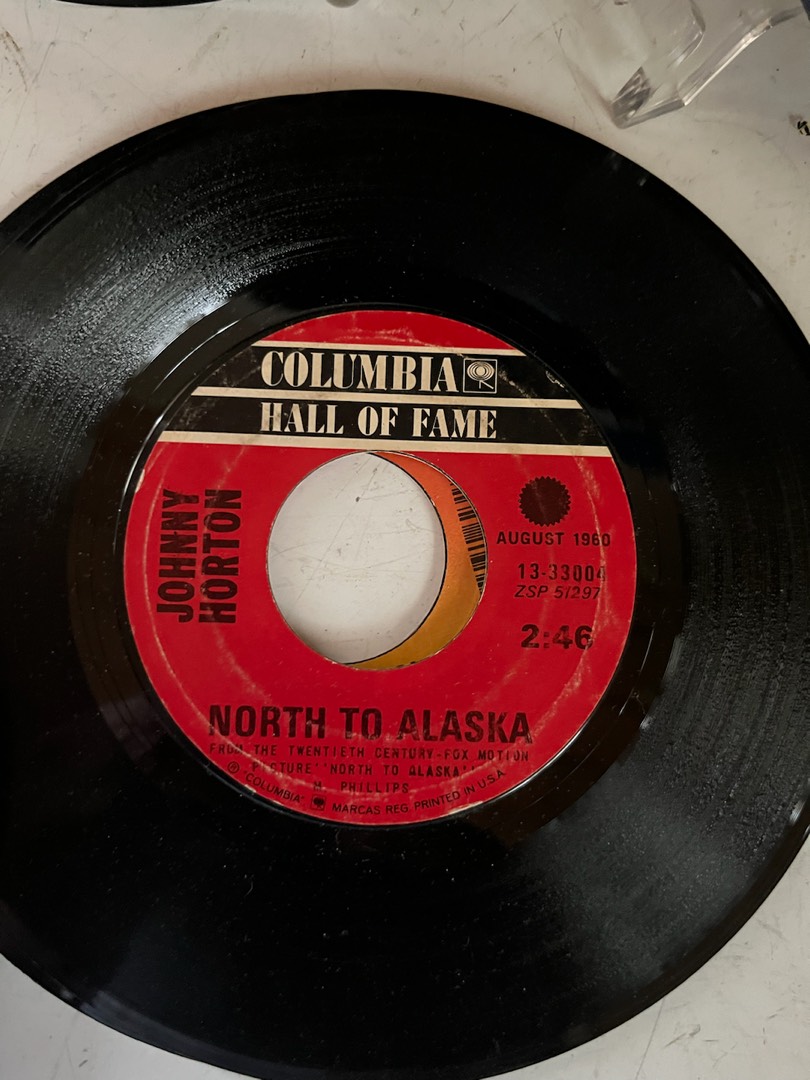 COLUMBIA
HALL OF FAME
JOHNNY
HORTON
AUGUST 1960
13-33004
ZSP 51297
2:46
NORTH TO ALASKA
FROM THE TWENTIETH CENTURY-FOX MOTION
PICTURE "NORTH TO ALASKA"
M. PHILLIPS
℗ "COLUMBIA" MARCAS REG PRINTED IN U.S.A.